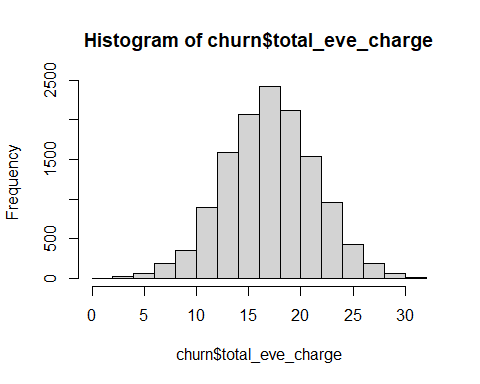 Histogram of churn$total_eve_charge
Frequency
2500
1500
500
0
0 5 10 15 20 25 30
churn$total_eve_charge